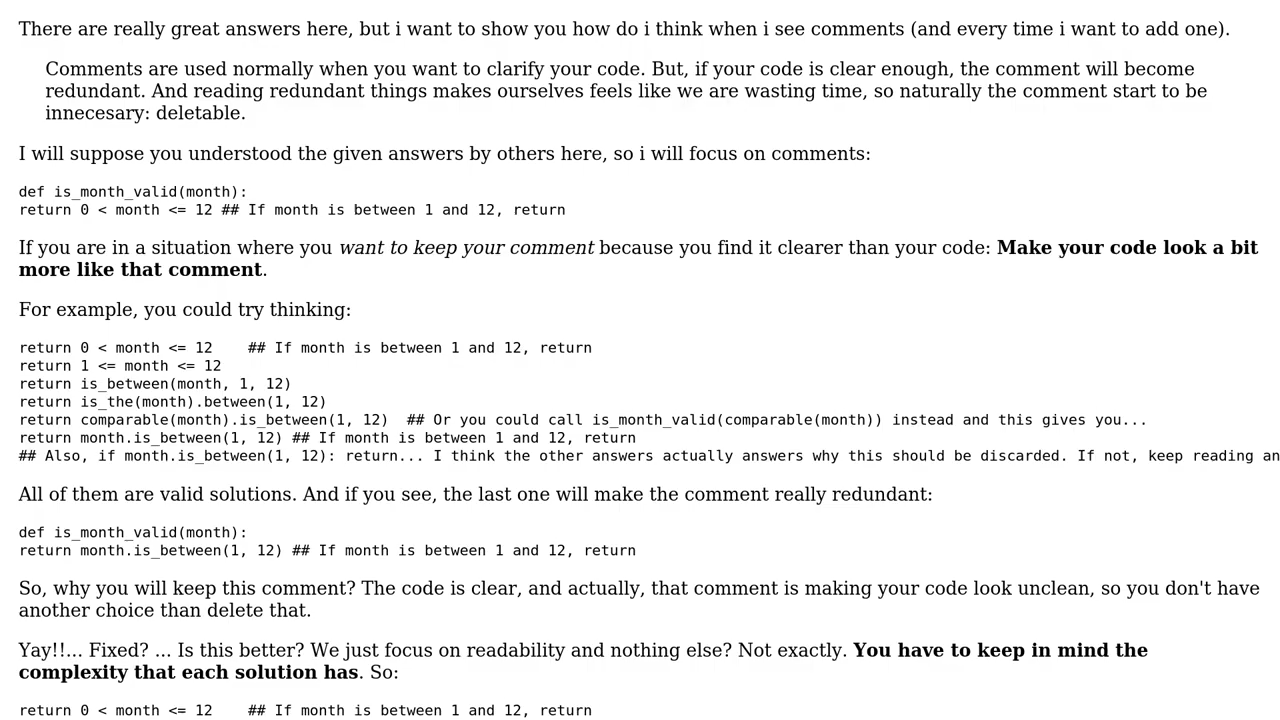 There are really great answers here, but i want to show you how do i think when i see comments (and every time i want to add one).
Comments are used normally when you want to clarify your code. But, if your code is clear enough, the comment will become
redundant. And reading redundant things makes ourselves feels like we are wasting time, so naturally the comment start to be
innecesary: deletable.
I will suppose you understood the given answers by others here, so i will focus on comments:
def is_month_valid(month):
return 0 < month <= 12 ## If month is between 1 and 12, return
If you are in a situation where you want to keep your comment because you find it clearer than your code: Make your code look a bit
more like that comment.
For example, you could try thinking:
return 0 < month <= 12    ## If month is between 1 and 12, return
return 1 <= month <= 12
return is_between(month, 1, 12)
return is_the(month).between(1, 12)
return comparable(month).is_between(1, 12)  ## Or you could call is_month_valid(comparable(month)) instead and this gives you...
return month.is_between(1, 12) ## If month is between 1 and 12, return
## Also, if month.is_between(1, 12): return... I think the other answers actually answers why this should be discarded. If not, keep reading an
All of them are valid solutions. And if you see, the last one will make the comment really redundant:
def is_month_valid(month):
return month.is_between(1, 12) ## If month is between 1 and 12, return
So, why you will keep this comment? The code is clear, and actually, that comment is making your code look unclean, so you don't have
another choice than delete that.
Yay!!... Fixed? ... Is this better? We just focus on readability and nothing else? Not exactly. You have to keep in mind the
complexity that each solution has. So:
return 0 < month <= 12    ## If month is between 1 and 12, return